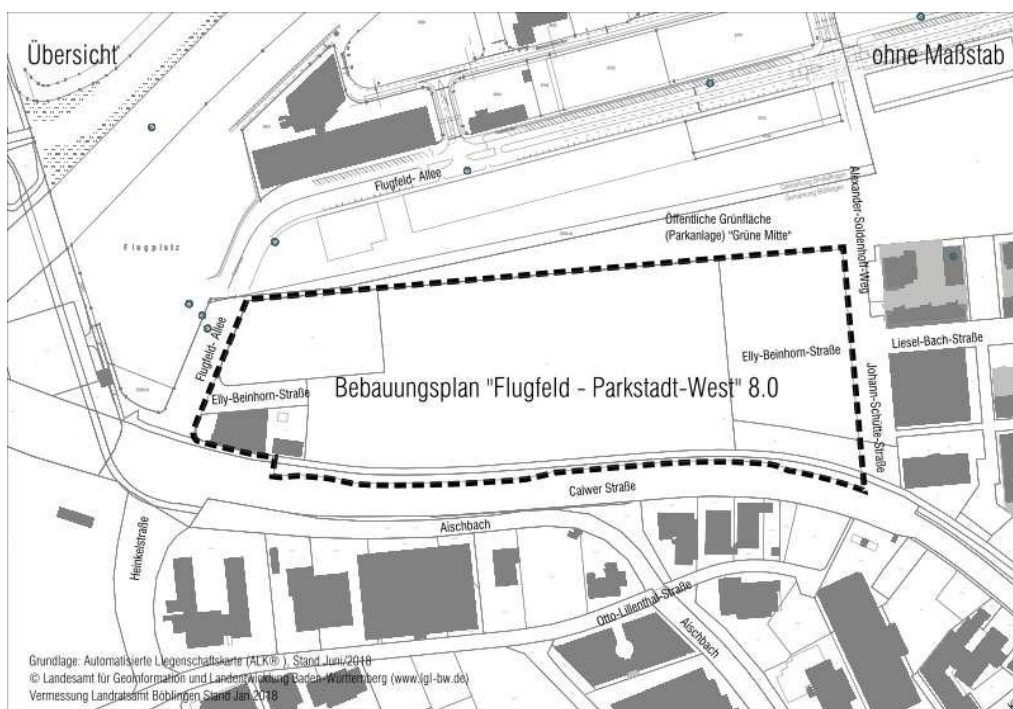 Übersicht
ohne Maßstab
Flugfeld- Allee
Alexander-Soldenhoff-Weg
Öffentliche Grünfläche
(Parkanlage) "Grüne Mitte"
Flugplatz
Flugfeld- Allee
Liesel-Bach-Straße
Elly-Beinhorn-Straße
Bebauungsplan "Flugfeld - Parkstadt-West" 8.0
Elly-Beinhorn-Straße
Johann-Schütte-Straße
Calwer Straße
Aischbach
Heinkelstraße
Otto-Lillenthal-Straße
Aischbach
Grundlage: Automatisierte Liegenschaftskarte (ALK® ), Stand Juni/2018
© Landesamt für Geoinformation und Landentwicklung Baden-Württemberg (www.lgl-bw.de)
Vermessung Landratsamt Böblingen Stand Jan 2018